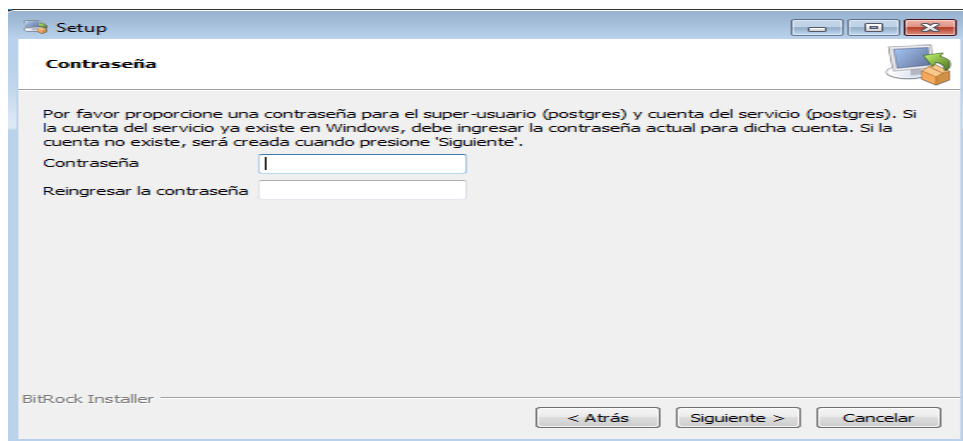 Setup
Contraseña
Por favor proporcione una contraseña para el super-usuario (postgres) y cuenta del servicio (postgres). Si
la cuenta del servicio ya existe en Windows, debe ingresar la contraseña actual para dicha cuenta. Si la
cuenta no existe, será creada cuando presione 'Siguiente'.
Contraseña
Reingresar la contraseña
BitRock Installer
< Atrás
Siguiente >
Cancelar